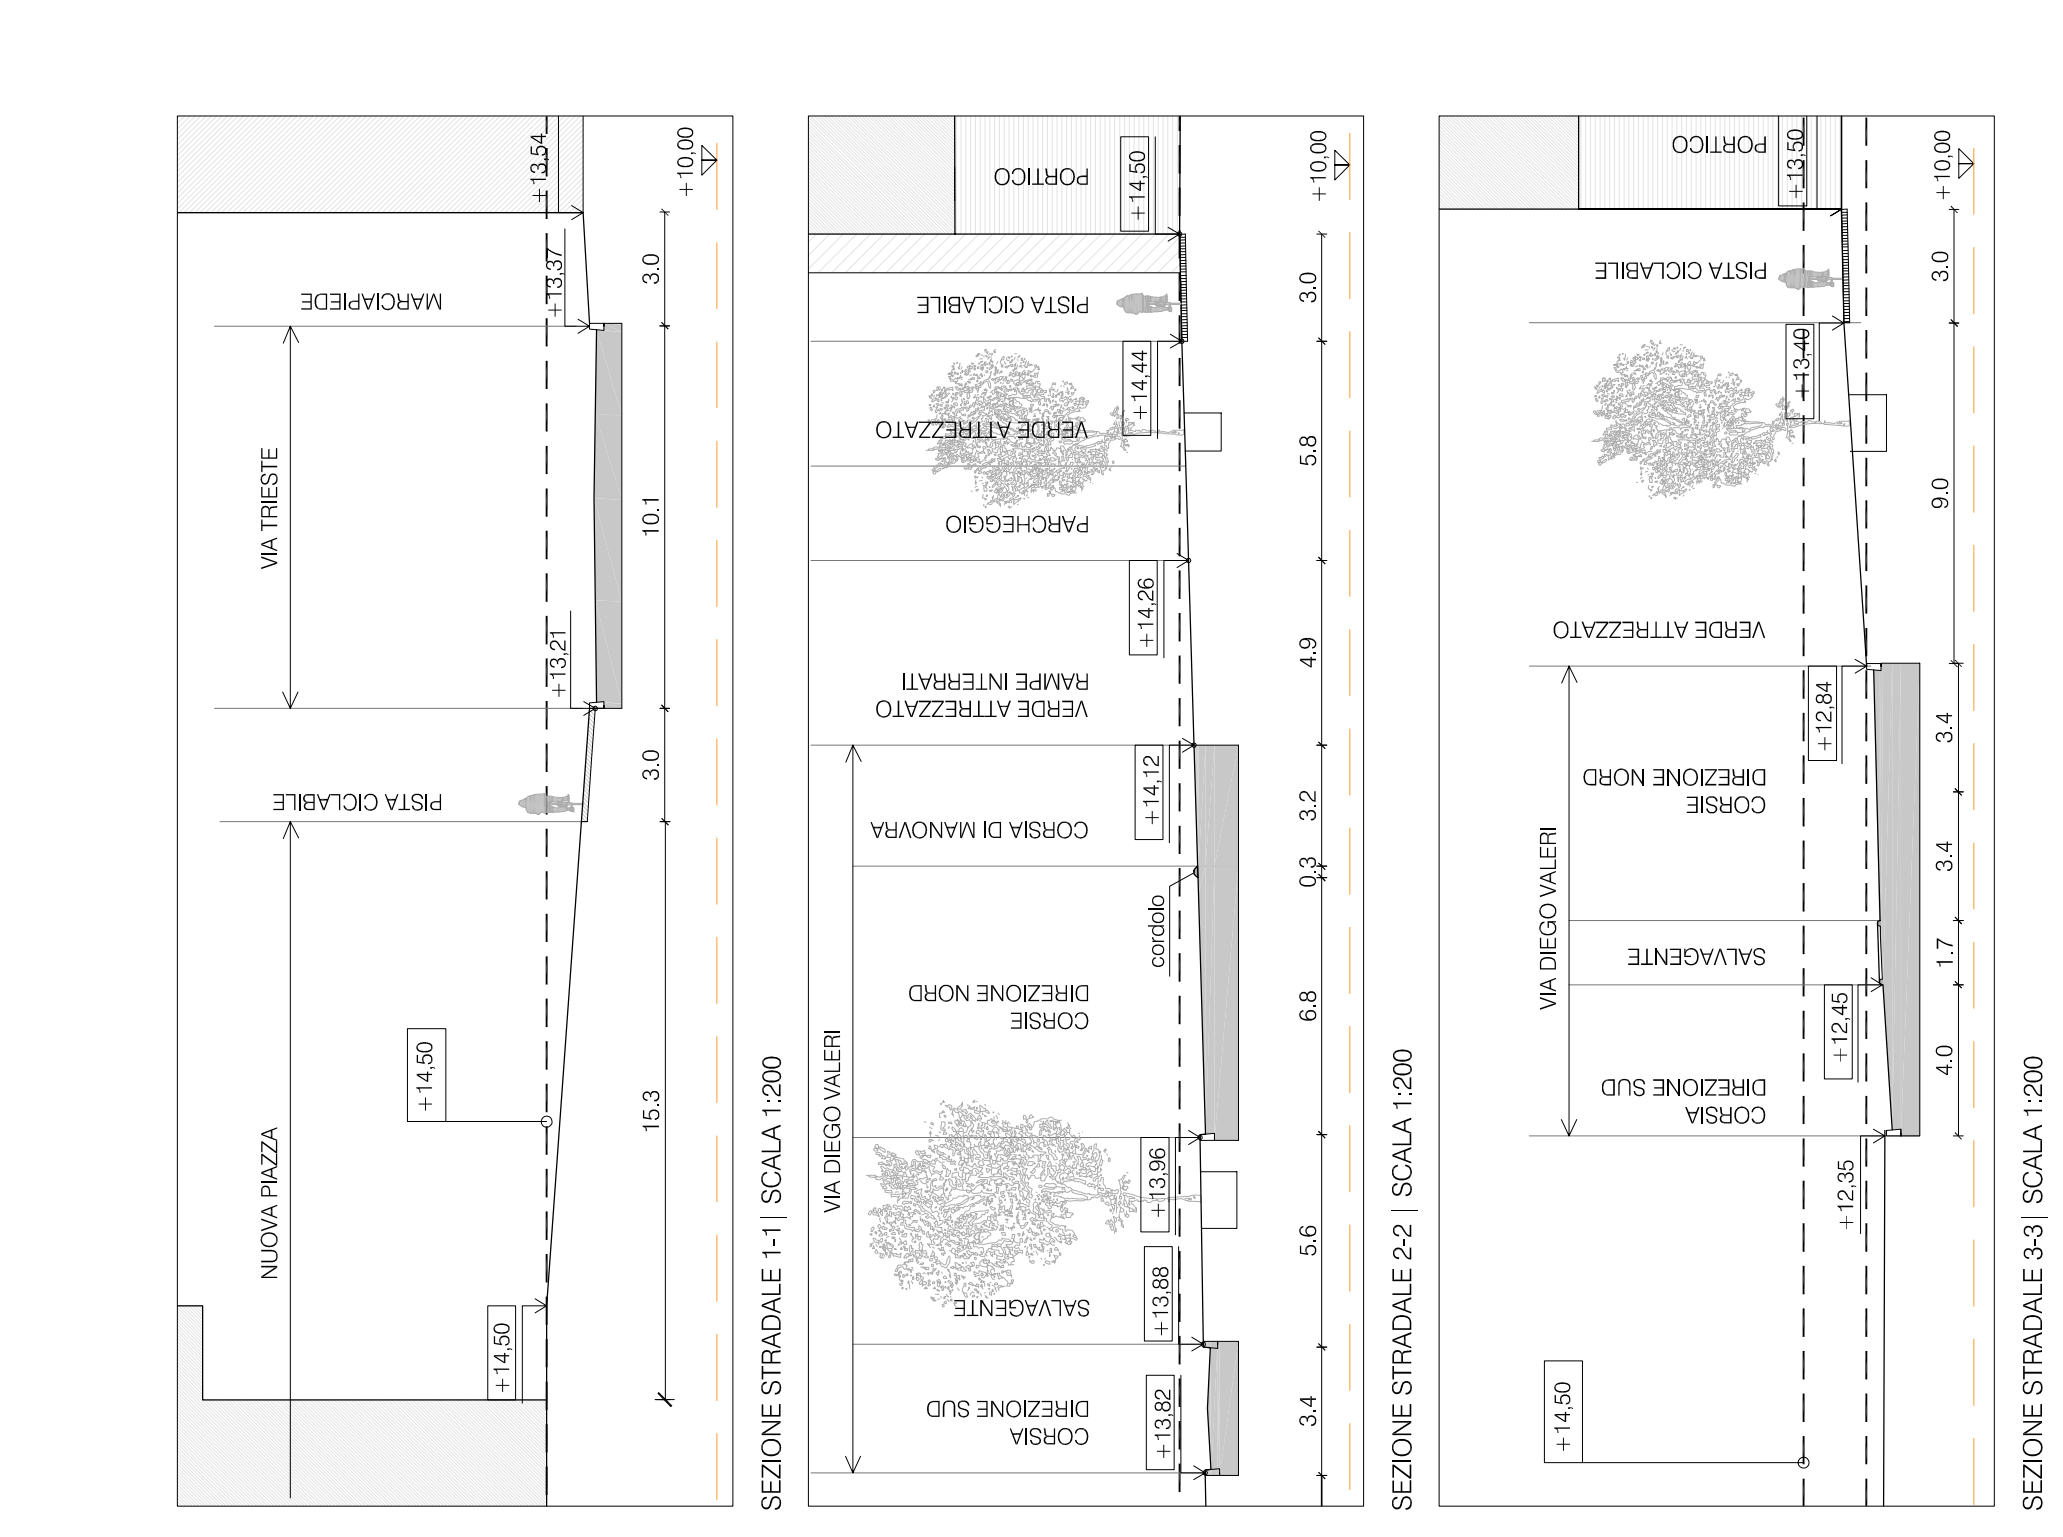 NUOVA PIAZZA
PISTA CICLABILE
VIA TRIESTE
MARCIAPIEDE
+14,50
+14,50
+13,21
+13,37
+13,54
+10,00
15.3
3.0
10.1
3.0
SEZIONE STRADALE 1-1 | SCALA 1:200
VIA DIEGO VALERI
CORSIA
DIREZIONE SUD
SALVAGENTE
CORSIE
DIREZIONE NORD
cordolo
CORSIA DI MANOVRA
VERDE ATTREZZATO
RAMPE INTERRATI
PARCHEGGIO
VERDE ATTREZZATO
PISTA CICLABILE
PORTICO
+13,82
+13,88
+13,96
+14,12
+14,26
+14,44
+14,50
+10,00
3.4
5.6
6.8
0.3
3.2
4.9
5.8
3.0
SEZIONE STRADALE 2-2 | SCALA 1:200
VIA DIEGO VALERI
CORSIA
DIREZIONE SUD
SALVAGENTE
CORSIE
DIREZIONE NORD
VERDE ATTREZZATO
PISTA CICLABILE
PORTICO
+14,50
+12,35
+12,45
+12,84
+13,40
+13,50
+10,00
4.0
1.7
3.4
3.4
9.0
3.0
SEZIONE STRADALE 3-3 | SCALA 1:200